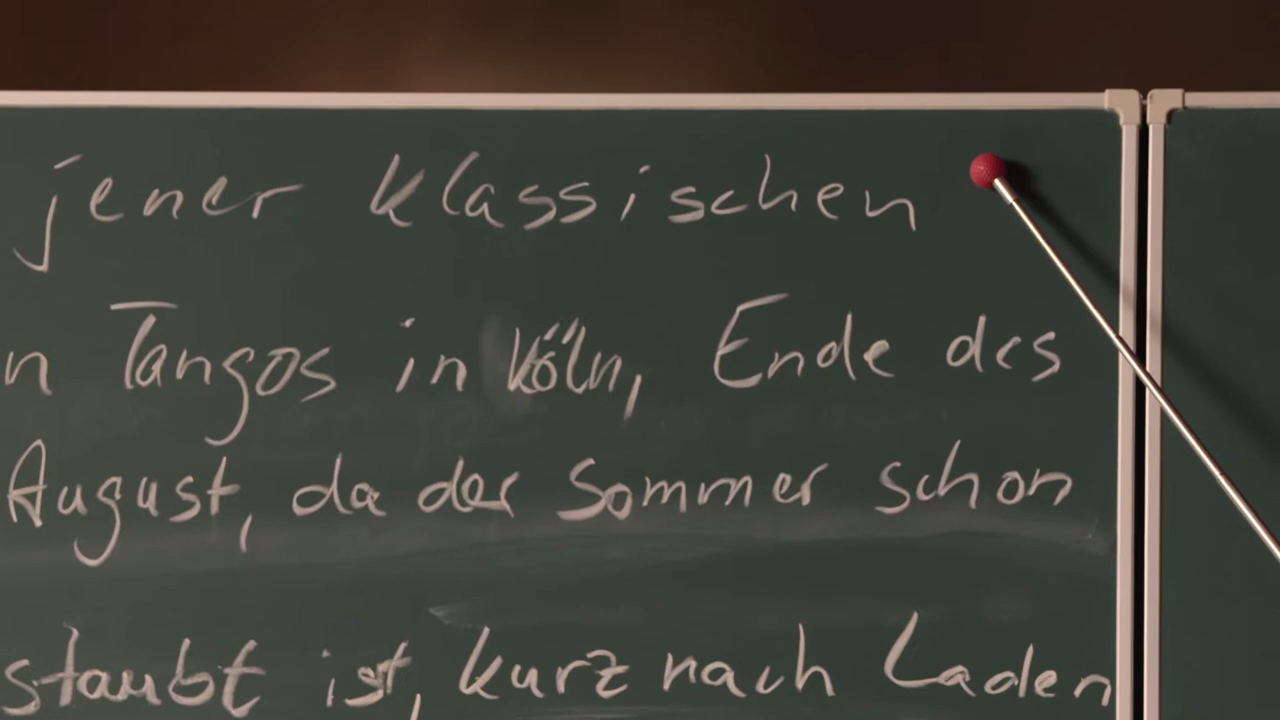 jener klassischen
n Tangos in Köln, Ende des
August, da der Sommer schon
staubt ist, kurz nach Laden